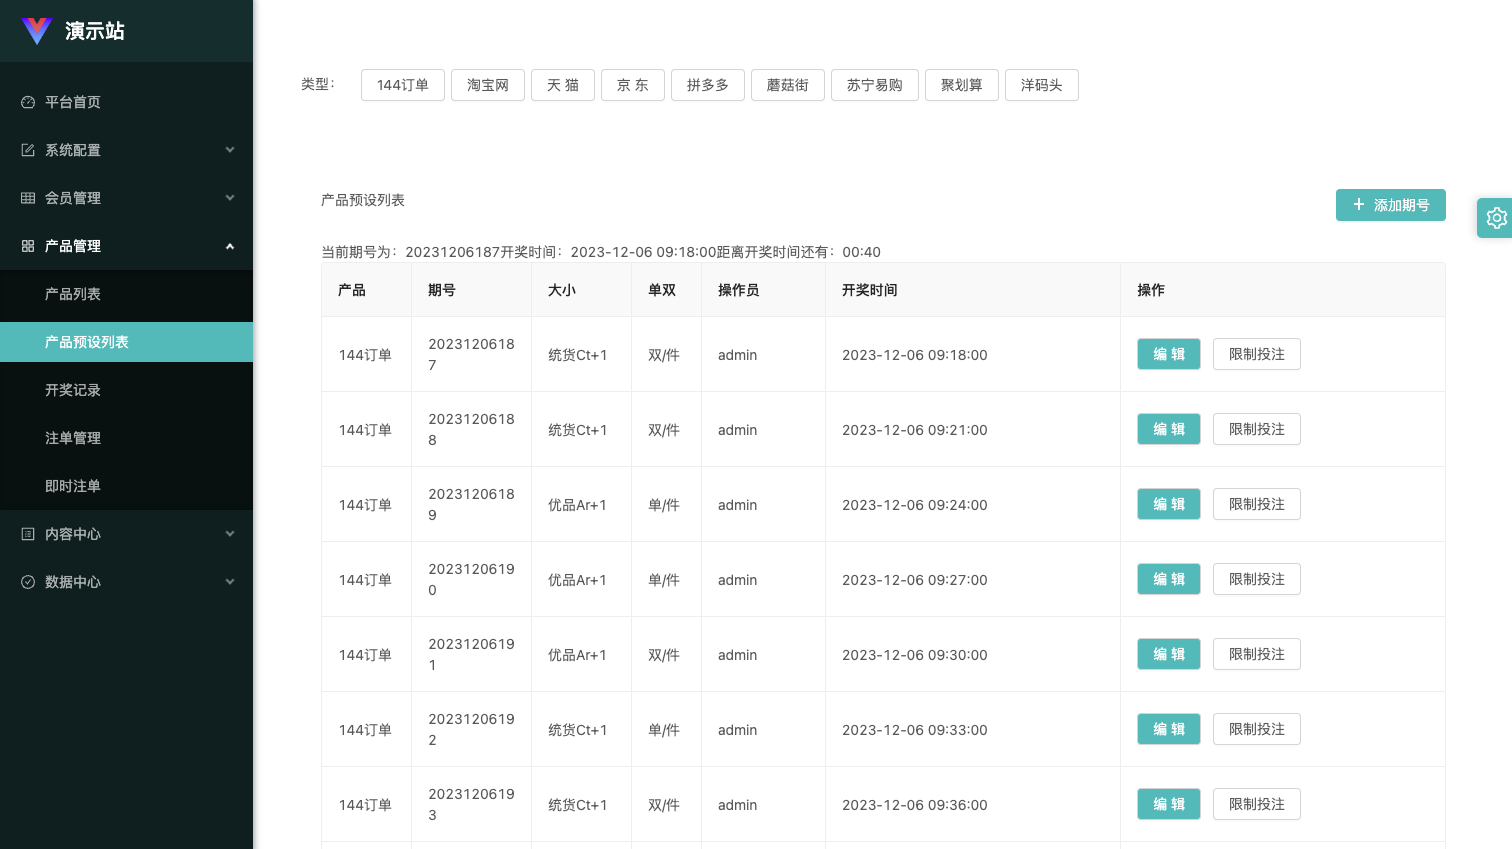 演示站
平台首页
系统配置
会员管理
产品管理
产品列表
产品预设列表
开奖记录
注单管理
即时注单
内容中心
数据中心
类型：
144订单 淘宝网 天 猫 京 东 拼多多 蘑菇街 苏宁易购 聚划算 洋码头
产品预设列表
添加期号
当前期号为：20231206187开奖时间：2023-12-06 09:18:00距离开奖时间还有：00:40
产品 期号 大小 单双 操作员 开奖时间 操作
144订单 20231206187 统货Ct+1 双/件 admin 2023-12-06 09:18:00 编 辑 限制投注
144订单 20231206188 统货Ct+1 双/件 admin 2023-12-06 09:21:00 编 辑 限制投注
144订单 20231206189 优品Ar+1 单/件 admin 2023-12-06 09:24:00 编 辑 限制投注
144订单 20231206190 优品Ar+1 单/件 admin 2023-12-06 09:27:00 编 辑 限制投注
144订单 20231206191 优品Ar+1 双/件 admin 2023-12-06 09:30:00 编 辑 限制投注
144订单 20231206192 统货Ct+1 单/件 admin 2023-12-06 09:33:00 编 辑 限制投注
144订单 20231206193 统货Ct+1 双/件 admin 2023-12-06 09:36:00 编 辑 限制投注